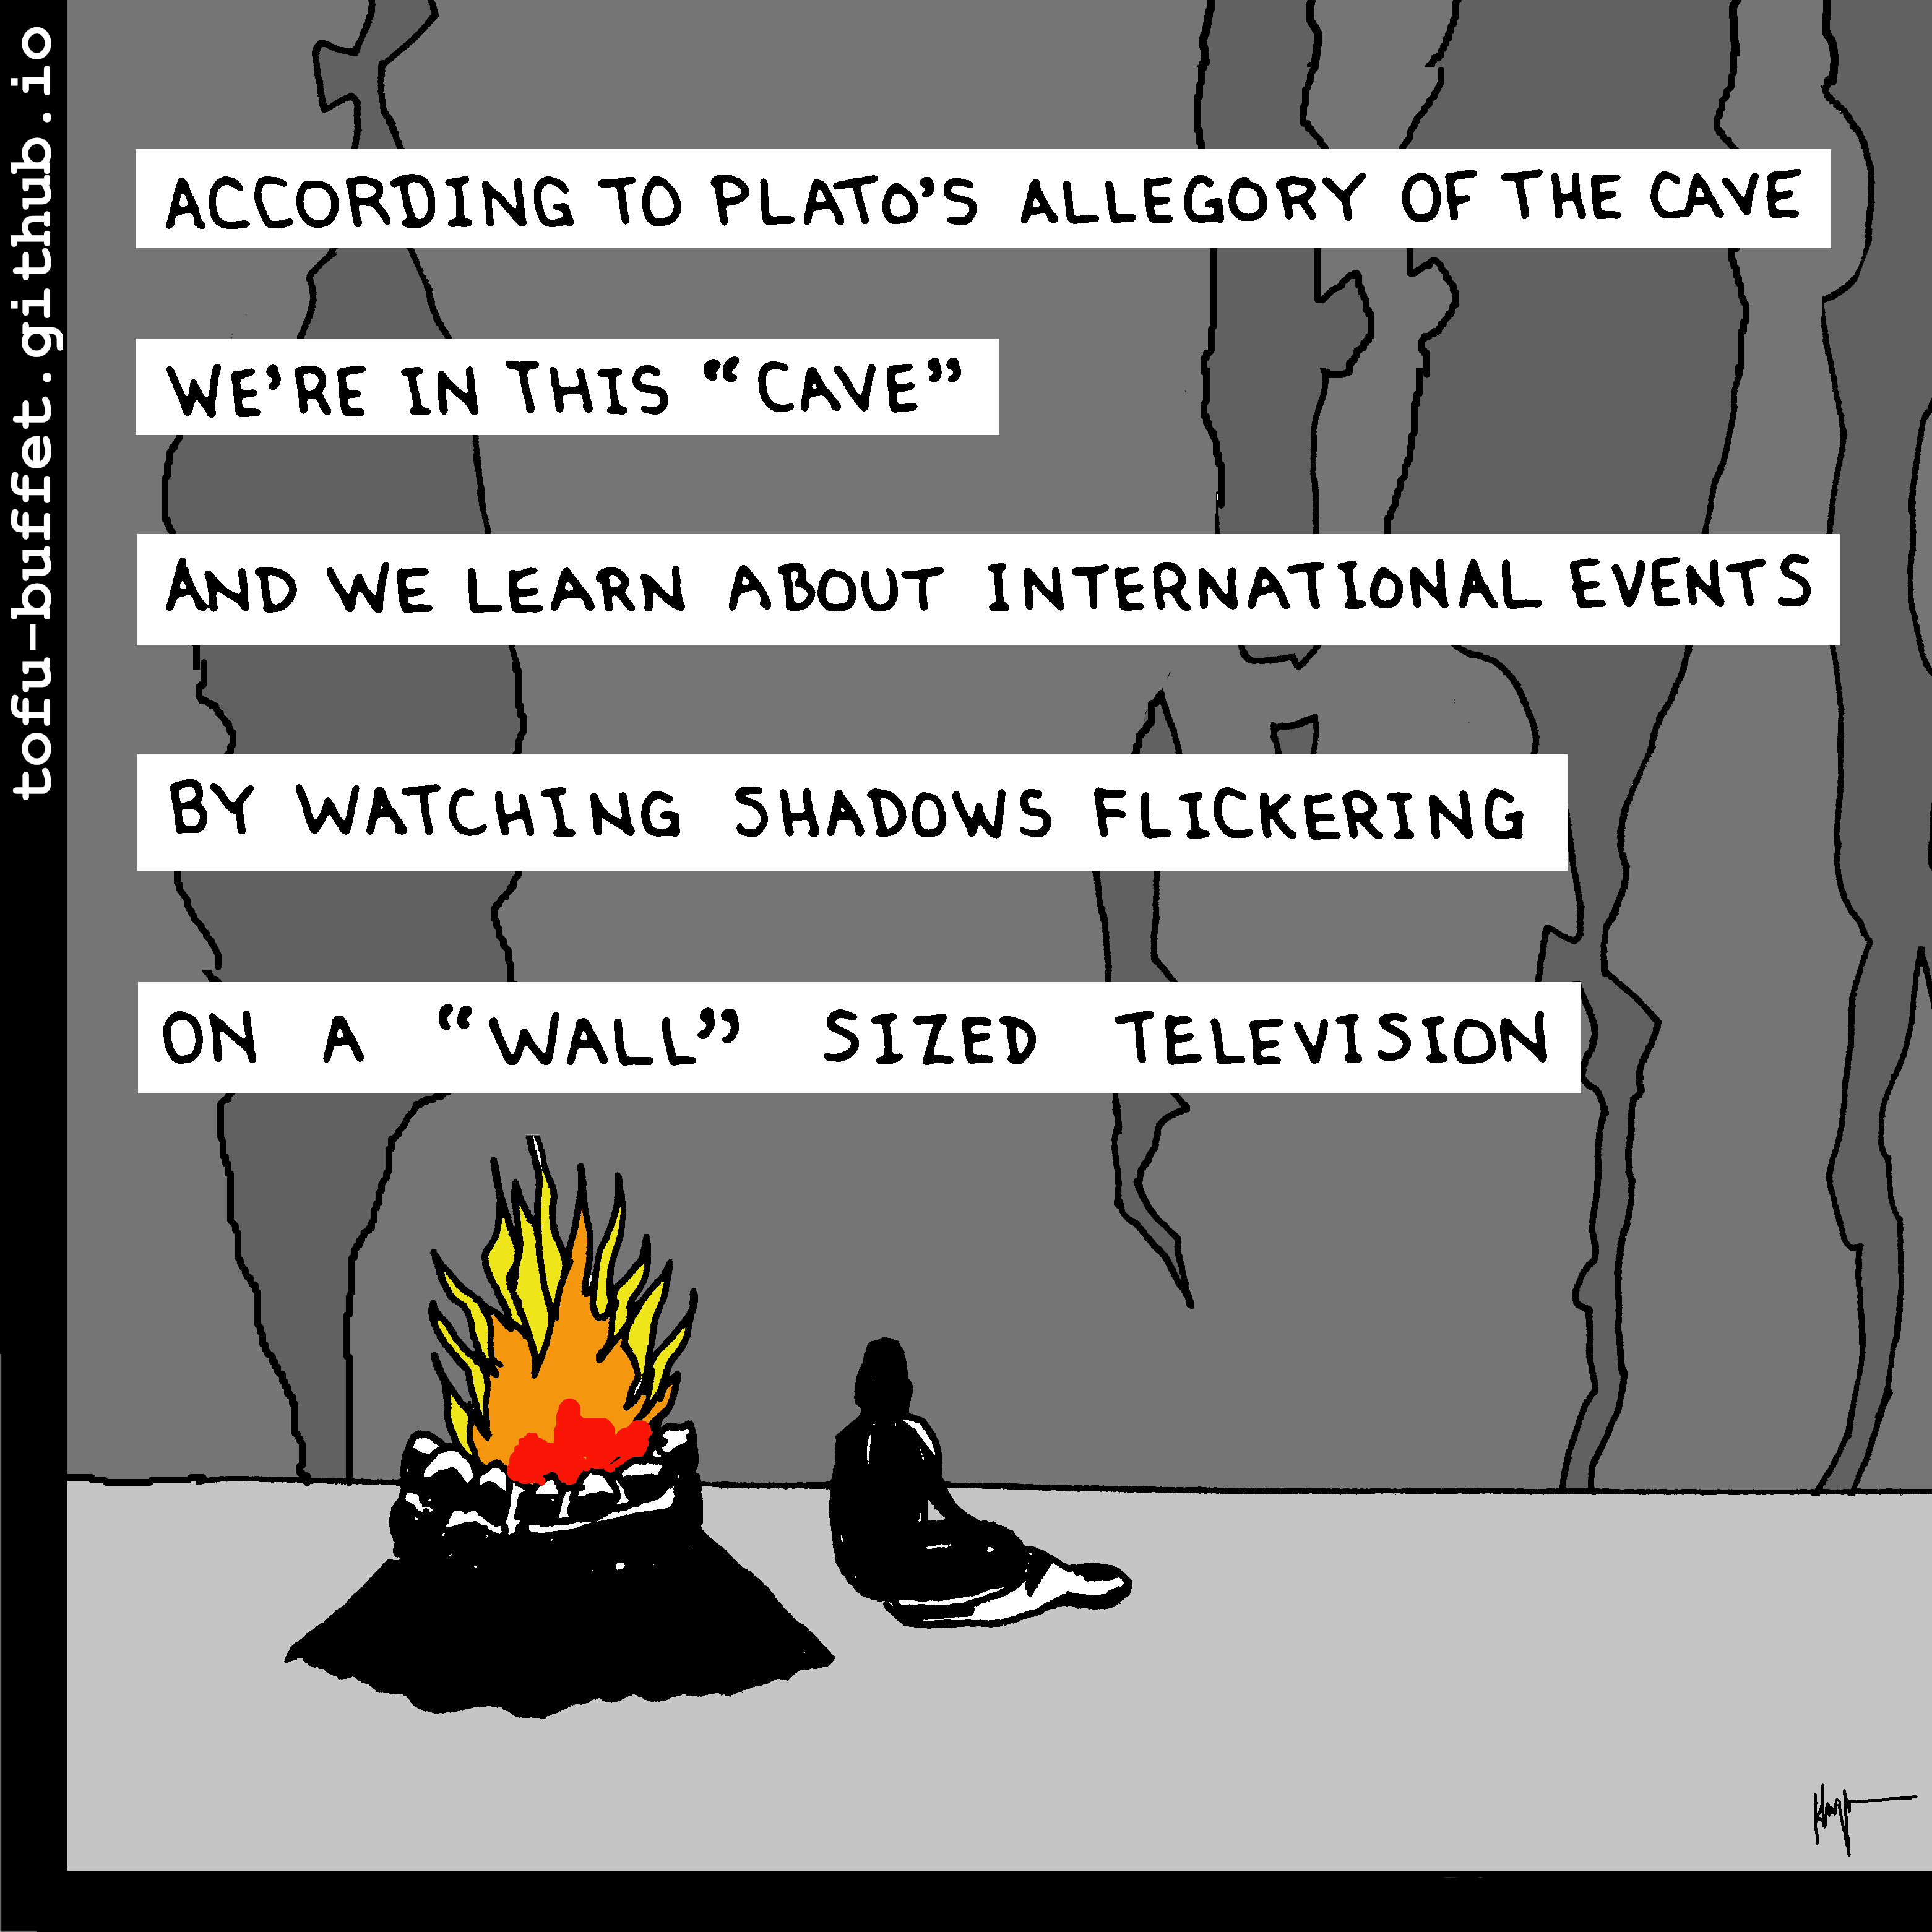 ACCORDING TO PLATO'S ALLEGORY OF THE CAVE
WE'RE IN THIS “CAVE”
AND WE LEARN ABOUT INTERNATIONAL EVENTS
BY WATCHING SHADOWS FLICKERING
ON A “WALL” SIZED TELEVISION
tofu-buffet.github.io